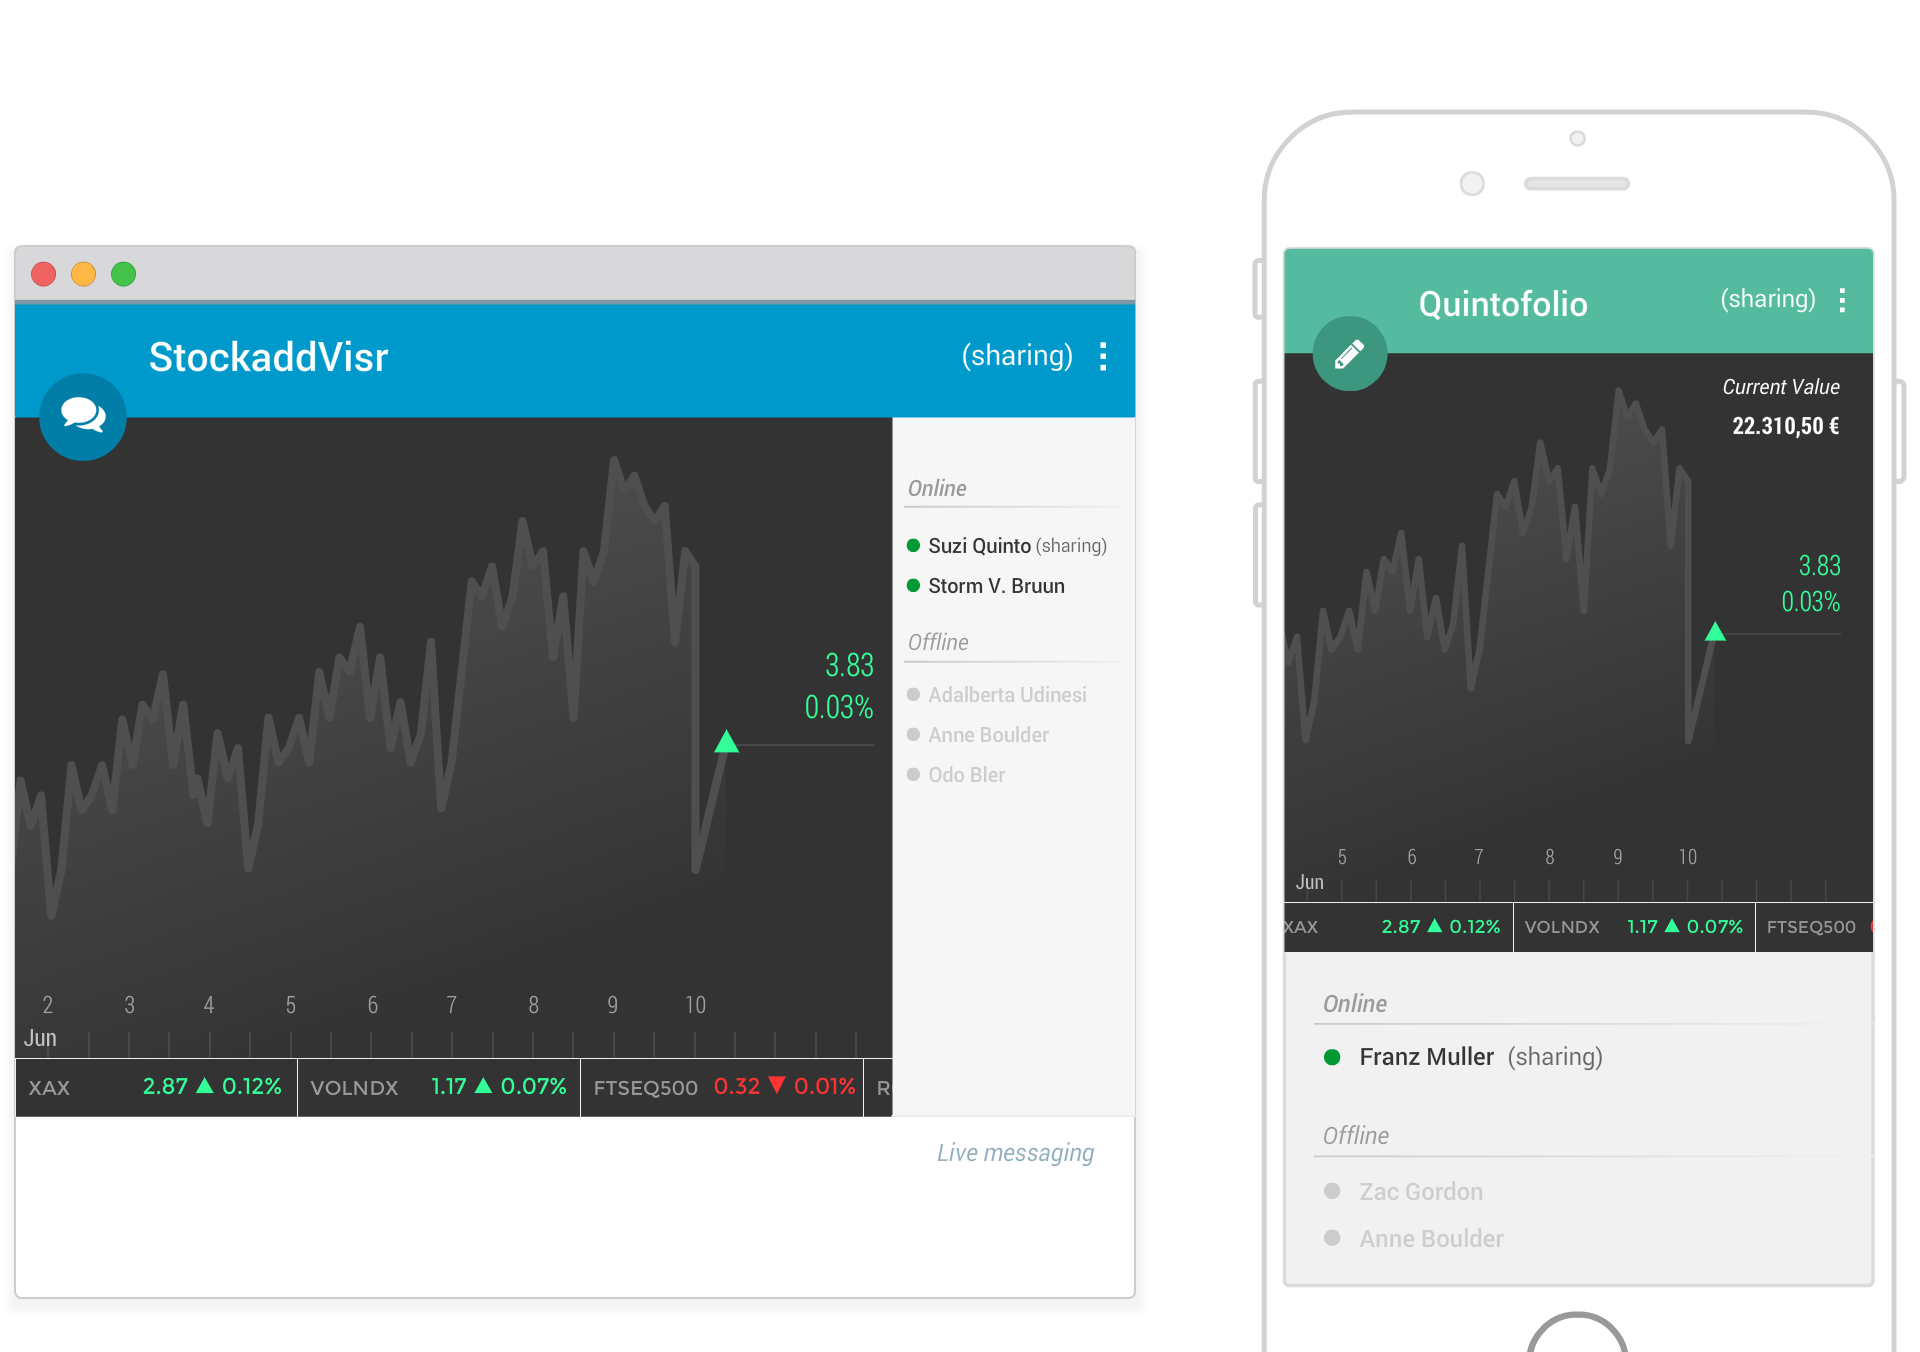 StockaddVisr
(sharing)
Online
Suzi Quinto (sharing)
Storm V. Bruun
Offline
Adalberta Udinesi
Anne Boulder
Odo Bler
3.83
0.03%
2 3 4 5 6 7 8 9 10
Jun
XAX 2.87 ▲ 0.12% VOLNDX 1.17 ▲ 0.07% FTSEQ500 0.32 ▼ 0.01% R
Live messaging
Quintofolio
(sharing)
Current Value
22.310,50 €
3.83
0.03%
5 6 7 8 9 10
Jun
XAX 2.87 ▲ 0.12% VOLNDX 1.17 ▲ 0.07% FTSEQ500
Online
Franz Muller (sharing)
Offline
Zac Gordon
Anne Boulder